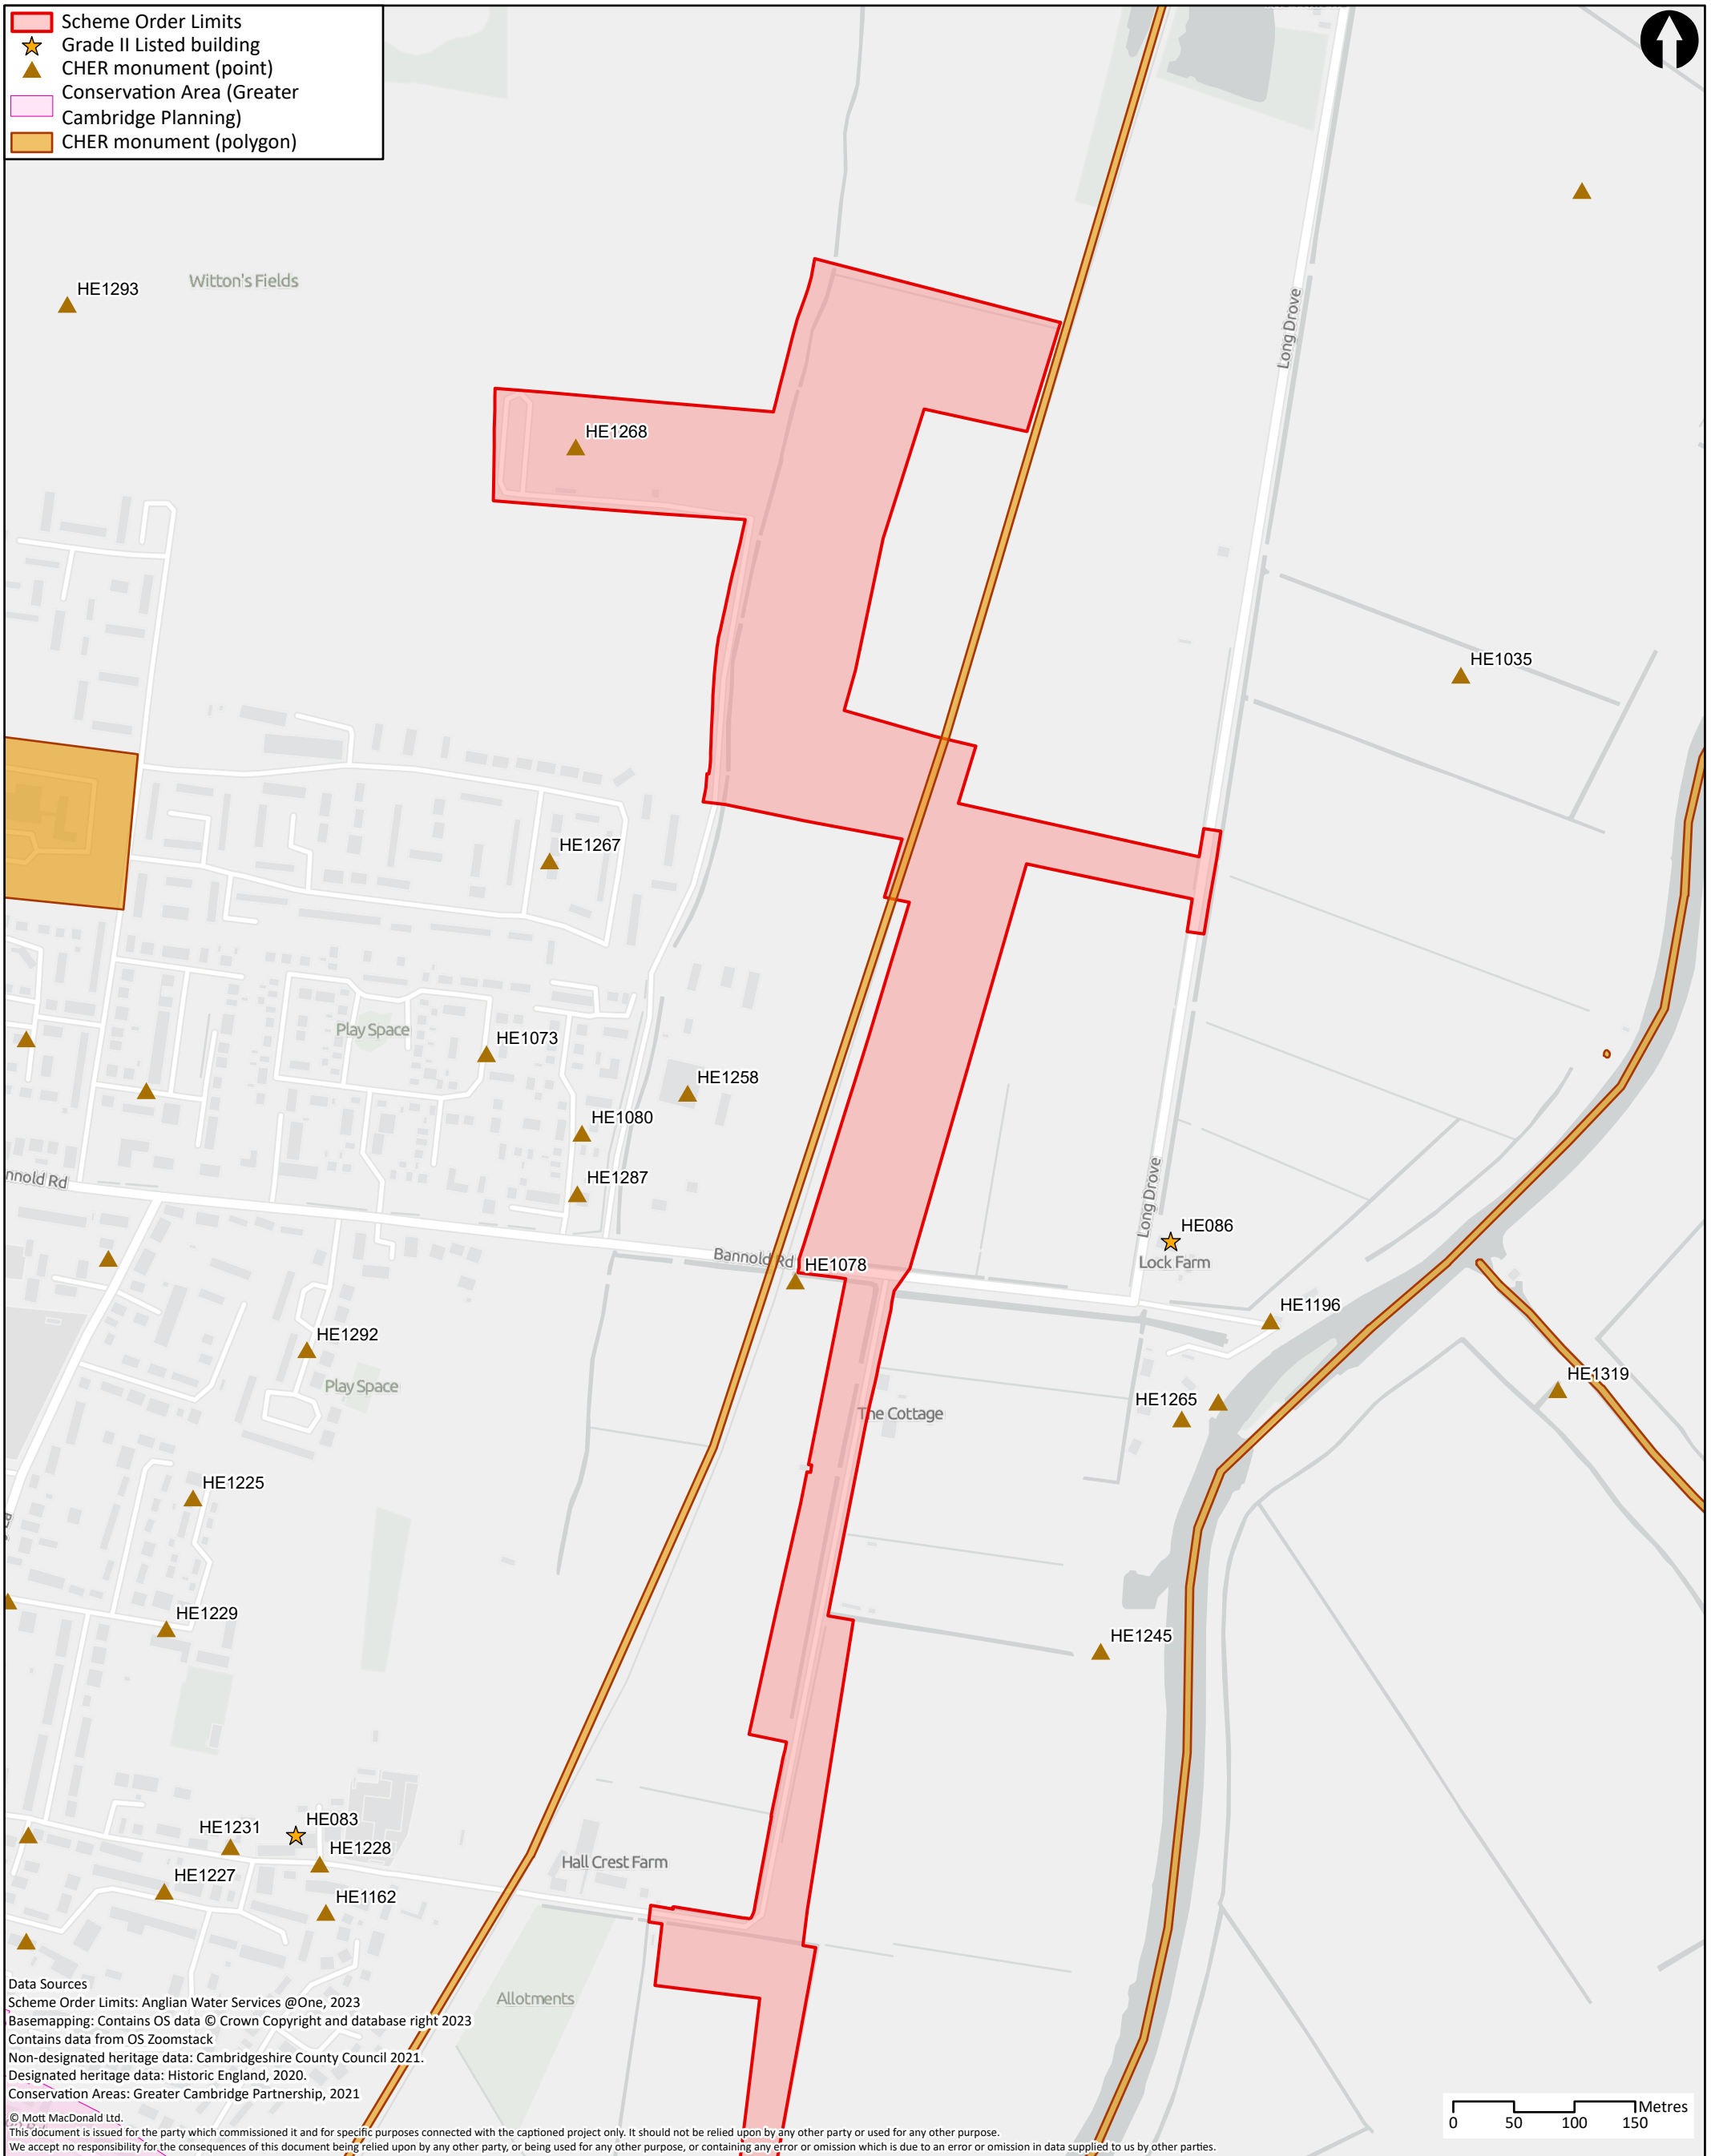 Scheme Order Limits
Grade II Listed building
CHER monument (point)
Conservation Area (Greater
Cambridge Planning)
CHER monument (polygon)
HE1293
Witton's Fields
Long Drove
HE1268
HE1035
HE1267
Play Space
HE1073
HE1258
HE1080
HE1287
nnold Rd
Long Drove
HE086
Lock Farm
Bannold Rd
HE1078
HE1196
HE1292
Play Space
HE1319
HE1265
The Cottage
HE1225
HE1229
HE1245
HE083
HE1231
HE1228
Hall Crest Farm
HE1227
HE1162
Allotments
Data Sources
Scheme Order Limits: Anglian Water Services @One, 2023
Basemapping: Contains OS data © Crown Copyright and database right 2023
Contains data from OS Zoomstack
Non-designated heritage data: Cambridgeshire County Council 2021.
Designated heritage data: Historic England, 2020.
Conservation Areas: Greater Cambridge Partnership, 2021
© Mott MacDonald Ltd.
This document is issued for the party which commissioned it and for specific purposes connected with the captioned project only. It should not be relied upon by any other party or used for any other purpose.
We accept no responsibility for the consequences of this document being relied upon by any other party, or being used for any other purpose, or containing any error or omission which is due to an error or omission in data supplied to us by other parties.
Metres
0 50 100 150